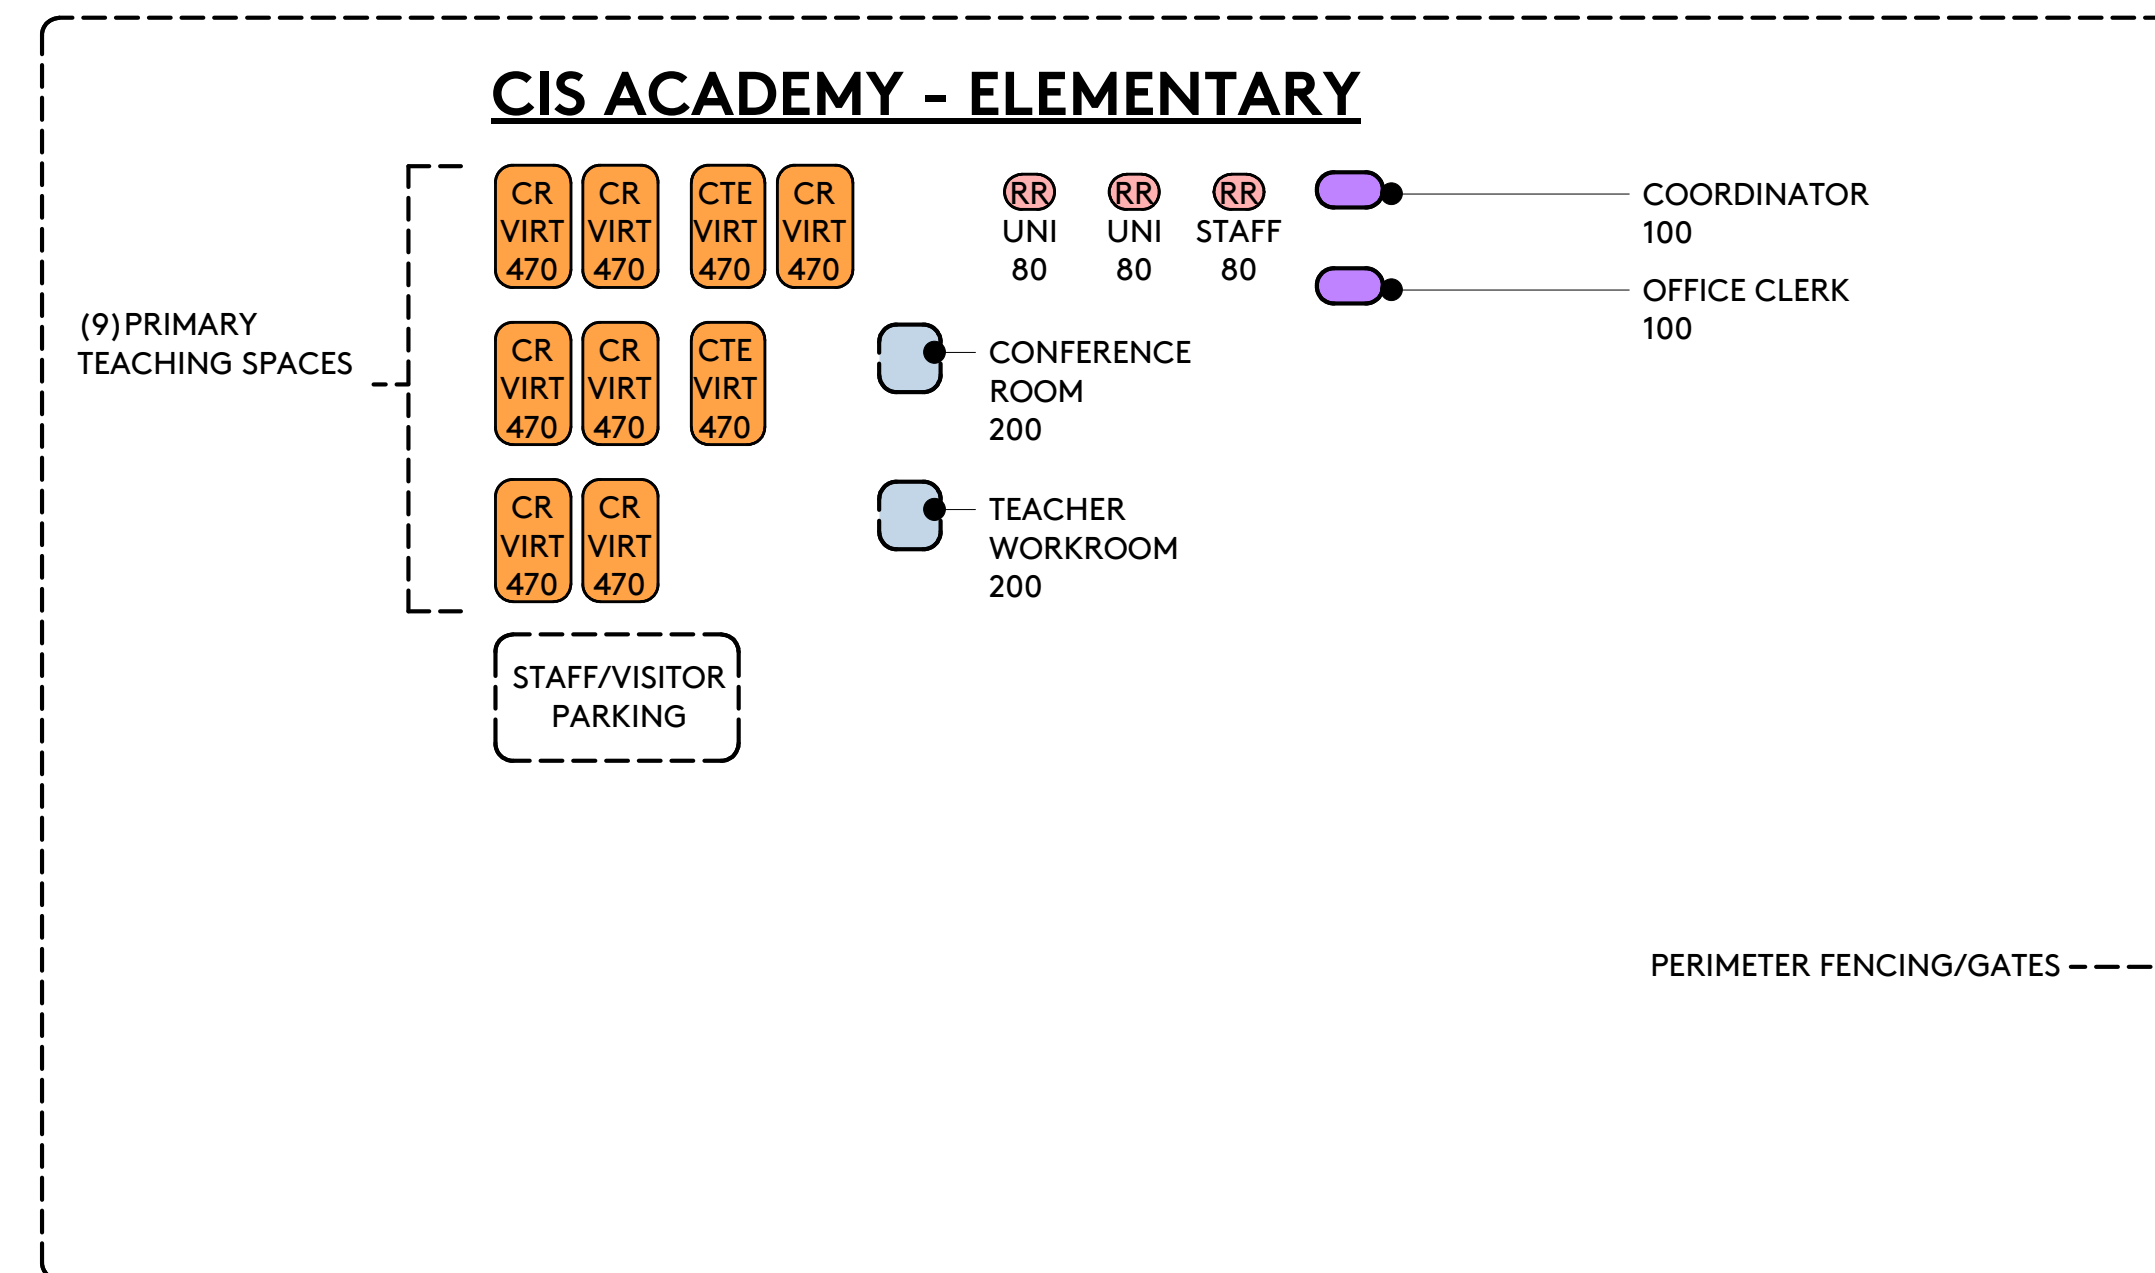 CIS ACADEMY - ELEMENTARY
(9)PRIMARY
TEACHING SPACES
CR
VIRT
470
CR
VIRT
470
CTE
VIRT
470
CR
VIRT
470
CR
VIRT
470
CR
VIRT
470
CTE
VIRT
470
CR
VIRT
470
CR
VIRT
470
STAFF/VISITOR
PARKING
RR
UNI
80
RR
UNI
80
RR
STAFF
80
CONFERENCE
ROOM
200
TEACHER
WORKROOM
200
COORDINATOR
100
OFFICE CLERK
100
PERIMETER FENCING/GATES